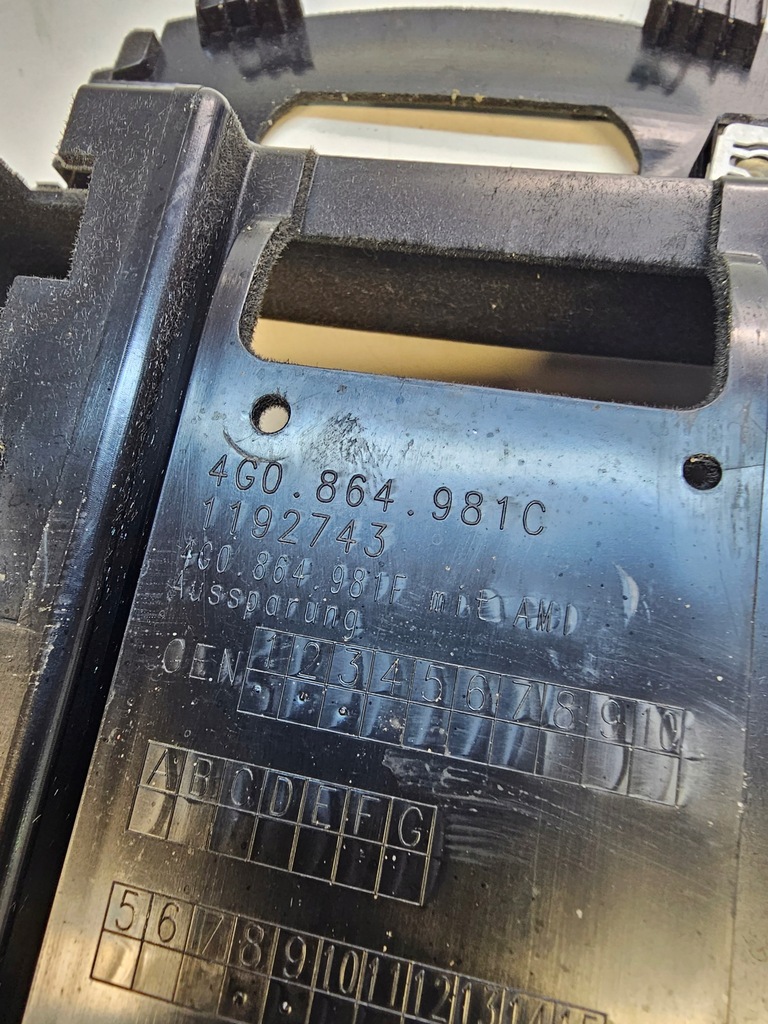 4G0.864.981C
1192743
4G0.864.981F mit AMI
Aussparung
OEN 1 2 3 4 5 6 7 8 9 10
A B C D E F G
5 6 7 8 9 10 11 12 13 14 15